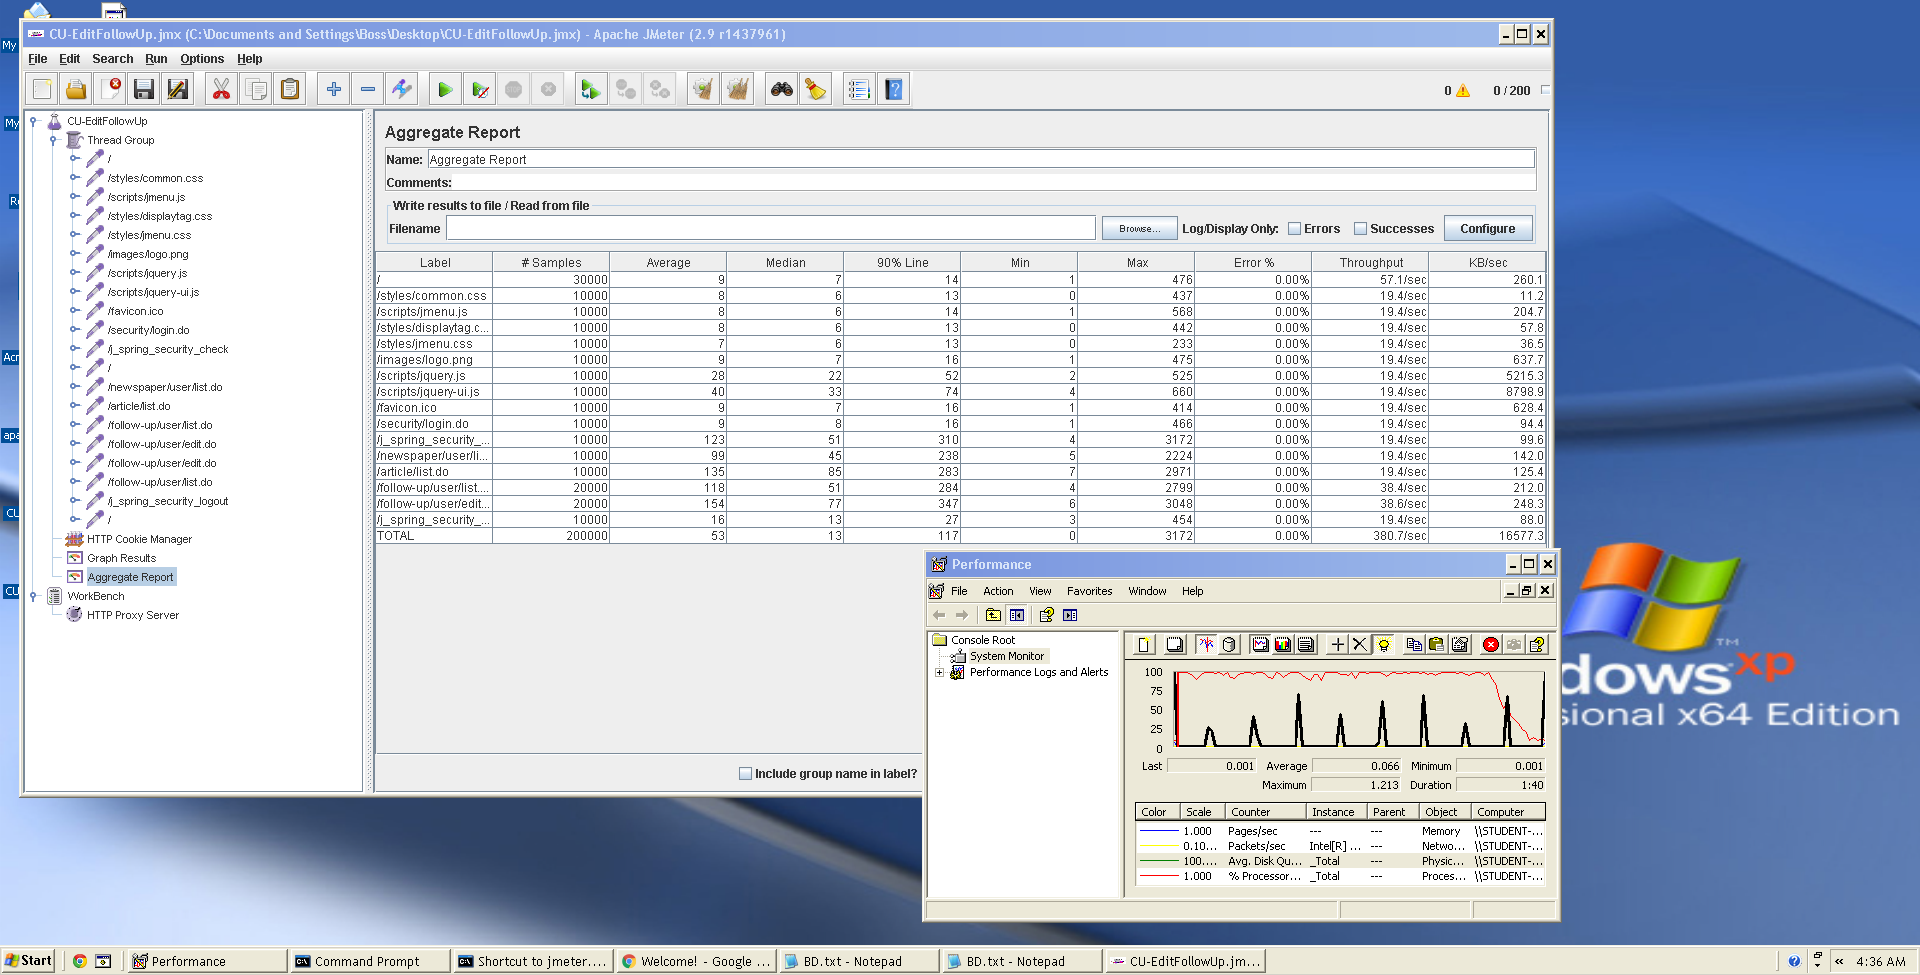 CU-EditFollowUp.jmx (C:\Documents and Settings\Boss\Desktop\CU-EditFollowUp.jmx) - Apache JMeter (2.9 r1437961)
File Edit Search Run Options Help
0 0 / 200
My
My
Re
Acr
apa
CU
CU
CU-EditFollowUp
Thread Group
/
/styles/common.css
/scripts/jmenu.js
/styles/displaytag.css
/styles/jmenu.css
/images/logo.png
/scripts/jquery.js
/scripts/jquery-ui.js
/favicon.ico
/security/login.do
/j_spring_security_check
/
/newspaper/user/list.do
/article/list.do
/follow-up/user/list.do
/follow-up/user/edit.do
/follow-up/user/edit.do
/follow-up/user/list.do
/j_spring_security_logout
/
HTTP Cookie Manager
Graph Results
Aggregate Report
WorkBench
HTTP Proxy Server
Aggregate Report
Name: Aggregate Report
Comments:
Write results to file / Read from file
Filename Browse... Log/Display Only: Errors Successes Configure
Label # Samples Average Median 90% Line Min Max Error % Throughput KB/sec
/ 30000 9 7 14 1 476 0.00% 57.1/sec 260.1
/styles/common.css 10000 8 6 13 0 437 0.00% 19.4/sec 11.2
/scripts/jmenu.js 10000 8 6 14 1 568 0.00% 19.4/sec 204.7
/styles/displaytag.c... 10000 8 6 13 0 442 0.00% 19.4/sec 57.8
/styles/jmenu.css 10000 7 6 13 0 233 0.00% 19.4/sec 36.5
/images/logo.png 10000 9 7 16 1 475 0.00% 19.4/sec 637.7
/scripts/jquery.js 10000 28 22 52 2 525 0.00% 19.4/sec 5215.3
/scripts/jquery-ui.js 10000 40 33 74 4 660 0.00% 19.4/sec 8798.9
/favicon.ico 10000 9 7 16 1 414 0.00% 19.4/sec 628.4
/security/login.do 10000 9 8 16 1 466 0.00% 19.4/sec 94.4
/j_spring_security_... 10000 123 51 310 4 3172 0.00% 19.4/sec 99.6
/newspaper/user/li... 10000 99 45 238 5 2224 0.00% 19.4/sec 142.0
/article/list.do 10000 135 85 283 7 2971 0.00% 19.4/sec 125.4
/follow-up/user/list.... 20000 118 51 284 4 2799 0.00% 38.4/sec 212.0
/follow-up/user/edit... 20000 154 77 347 6 3048 0.00% 38.6/sec 248.3
/j_spring_security_... 10000 16 13 27 3 454 0.00% 19.4/sec 88.0
TOTAL 200000 53 13 117 0 3172 0.00% 380.7/sec 16577.3
Include group name in label?
Performance
File Action View Favorites Window Help
Console Root
System Monitor
Performance Logs and Alerts
100
75
50
25
0
Last 0.001 Average 0.066 Minimum 0.001
Maximum 1.213 Duration 1:40
Color Scale Counter Instance Parent Object Computer
1.000 Pages/sec --- --- Memory \\STUDENT-...
0.10... Packets/sec Intel[R] ... --- Netwo... \\STUDENT-...
100.... Avg. Disk Qu... _Total --- Physic... \\STUDENT-...
1.000 % Processor... _Total --- Proces... \\STUDENT-...
dows xp ™
sional x64 Edition
Start Performance Command Prompt Shortcut to jmeter.... Welcome! - Google ... BD.txt - Notepad BD.txt - Notepad CU-EditFollowUp.jm... « 4:36 AM